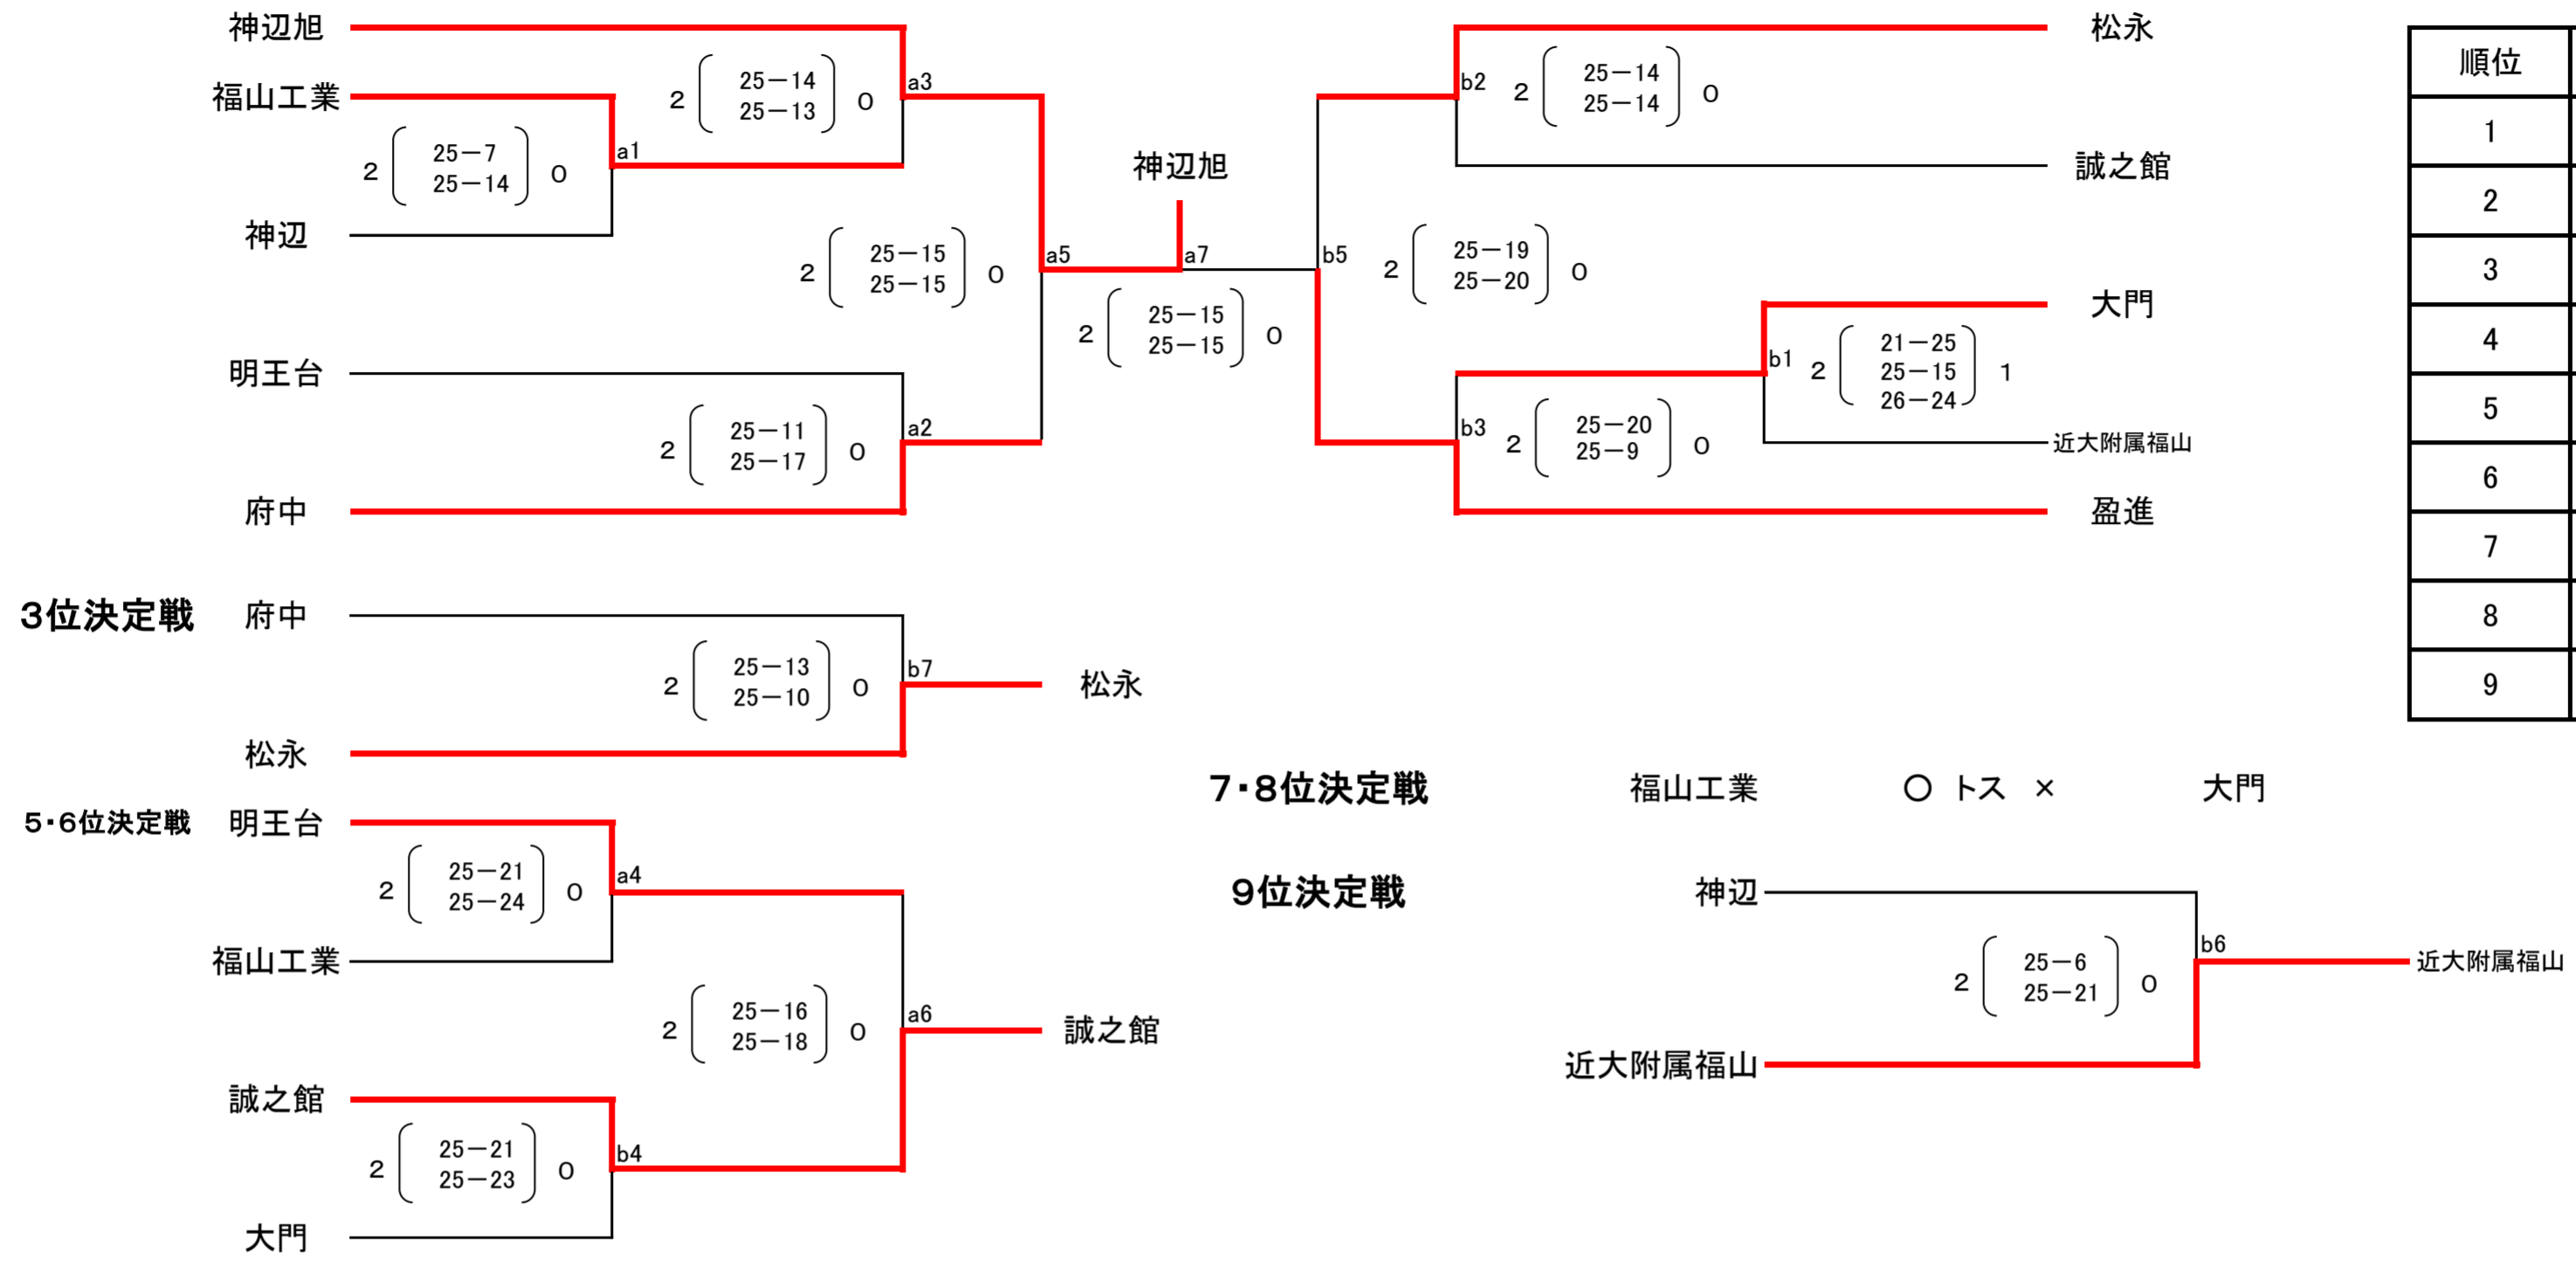 神辺旭
福山工業
神辺
明王台
府中
2 25－7 0
25－14
a1
2 25－14 0
25－13
a3
2 25－15 0
25－15
a5
2 25－11 0
25－17
a2
神辺旭
a7
2 25－15 0
25－15
松永
誠之館
大門
近大附属福山
盈進
b2
2 25－14 0
25－14
b5
2 25－19 0
25－20
b1
2 21－25 1
25－15
26－24
b3
2 25－20 0
25－9
順位
1
2
3
4
5
6
7
8
9
3位決定戦
府中
松永
2 25－13 0
25－10
b7
松永
5・6位決定戦
明王台
福山工業
誠之館
大門
2 25－21 0
25－24
a4
2 25－16 0
25－18
a6
誠之館
2 25－21 0
25－23
b4
7・8位決定戦 福山工業 〇 トス × 大門
9位決定戦
神辺
近大附属福山
2 25－6 0
25－21
b6
近大附属福山